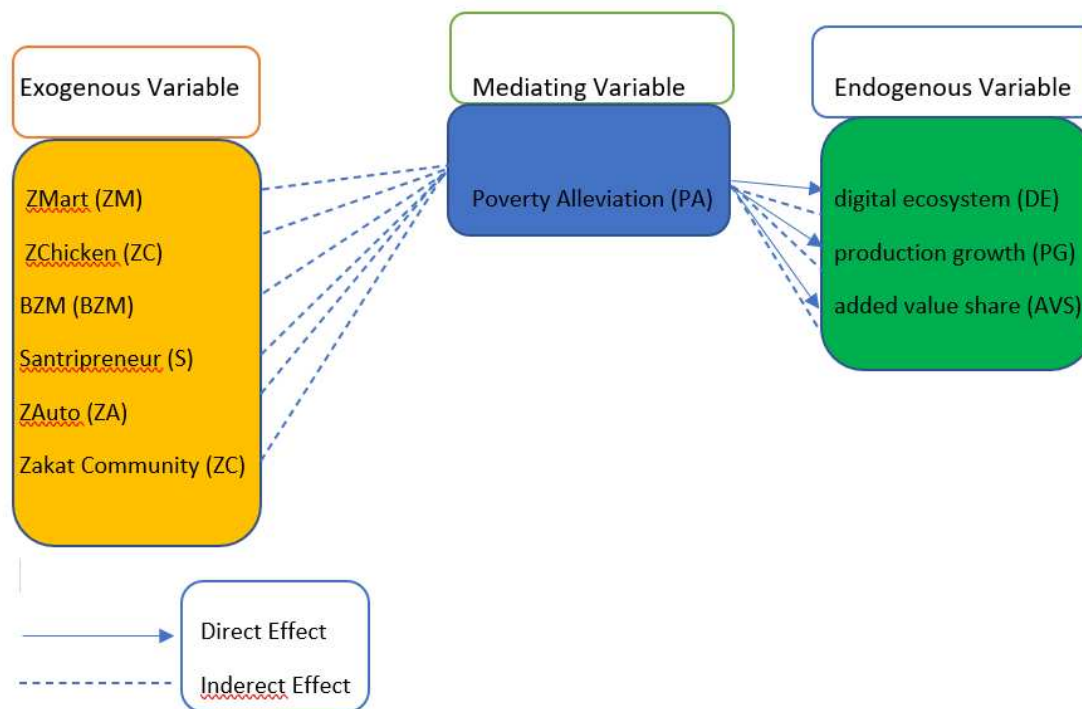 Exogenous Variable
ZMart (ZM)
ZChicken (ZC)
BZM (BZM)
Santripreneur (S)
ZAuto (ZA)
Zakat Community (ZC)
Mediating Variable
Poverty Alleviation (PA)
Endogenous Variable
digital ecosystem (DE)
production growth (PG)
added value share (AVS)
Direct Effect
Inderect Effect